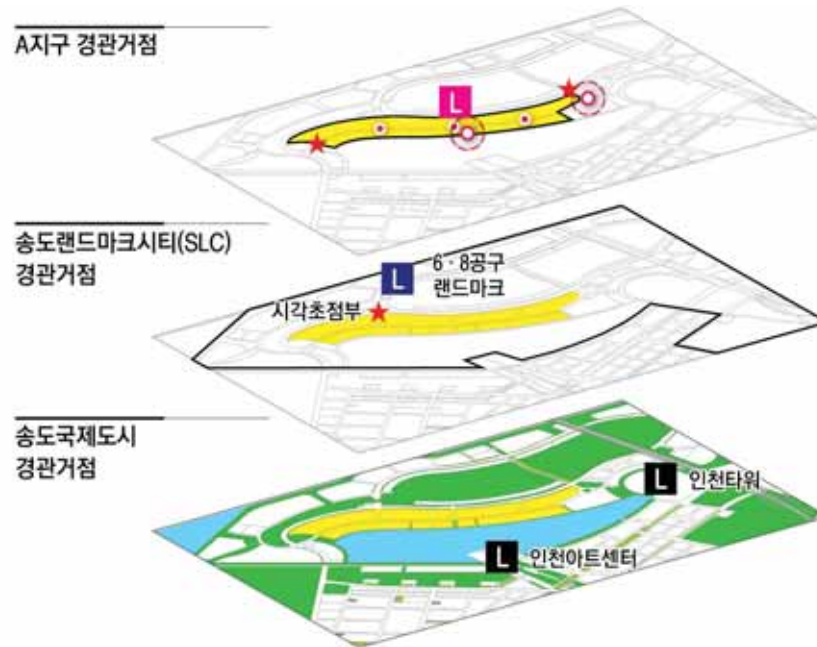 A지구 경관거점
L
송도랜드마크시티(SLC)
경관거점
L
6 · 8공구
랜드마크
시각초점부
송도국제도시
경관거점
L
인천타워
L
인천아트센터